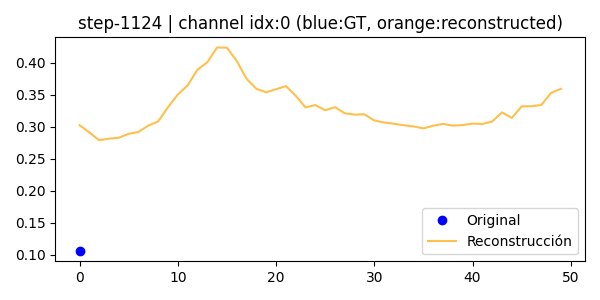 step-1124 | channel idx:0 (blue:GT, orange:reconstructed)
0.40
0.35
0.30
0.25
0.20
0.15
0.10
Original
Reconstrucción
0 10 20 30 40 50